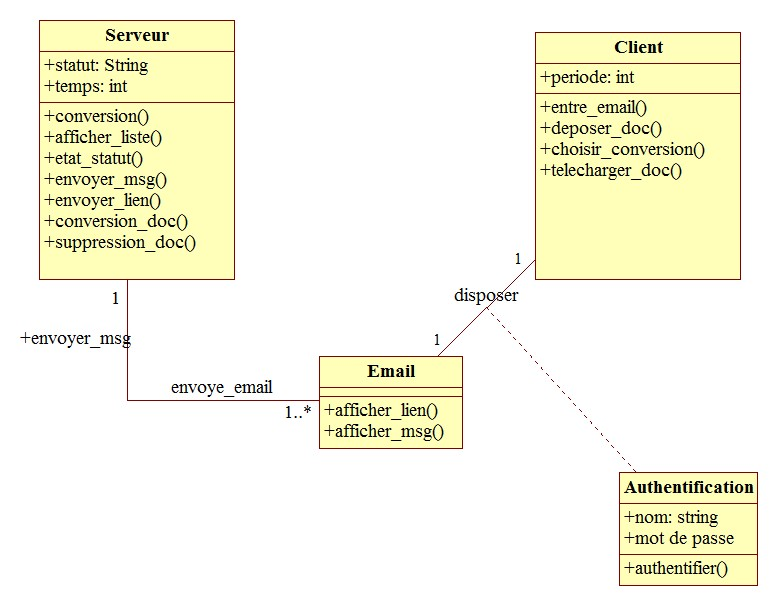 Serveur
+statut: String
+temps: int
+conversion()
+afficher_liste()
+etat_statut()
+envoyer_msg()
+envoyer_lien()
+conversion_doc()
+suppression_doc()
Client
+periode: int
+entre_email()
+deposer_doc()
+choisir_conversion()
+telecharger_doc()
1
disposer
1
1
+envoyer_msg
envoye_email
1..*
Email
+afficher_lien()
+afficher_msg()
Authentification
+nom: string
+mot de passe
+authentifier()